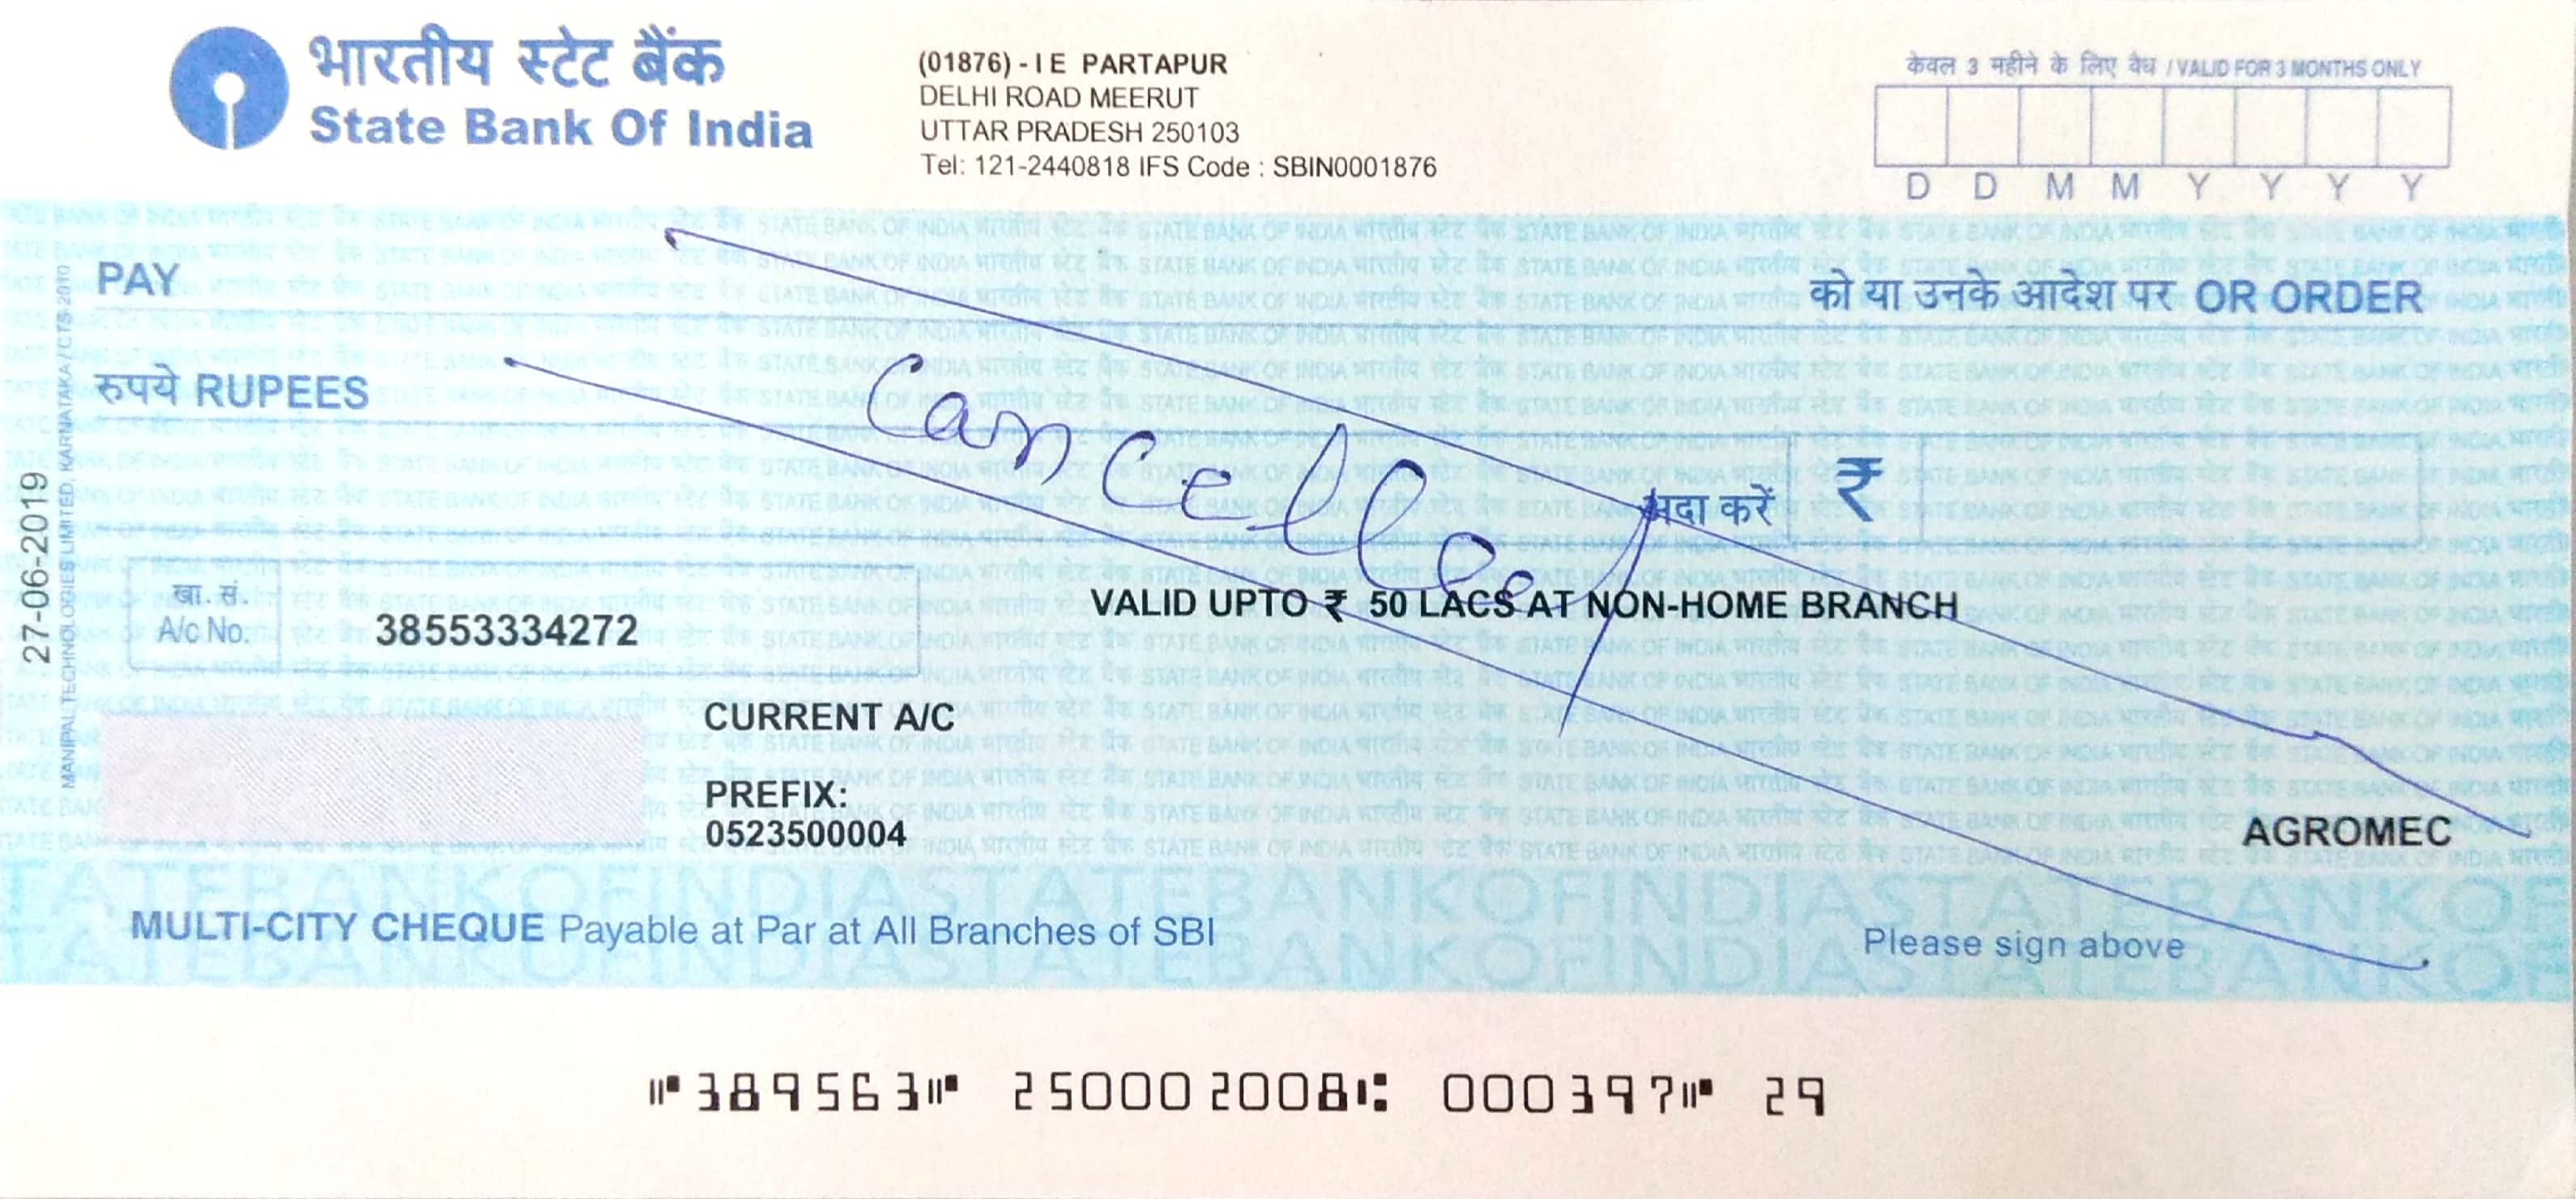 भारतीय स्टेट बैंक
State Bank Of India
(01876) - I E PARTAPUR
DELHI ROAD MEERUT
UTTAR PRADESH 250103
Tel: 121-2440818 IFS Code : SBIN0001876
केवल 3 महीने के लिए वैध / VALID FOR 3 MONTHS ONLY
D D M M Y Y Y Y
PAY
को या उनके आदेश पर OR ORDER
रुपये RUPEES
Cancelled
अदा करें ₹
खा. सं.
A/c No.
38553334272
VALID UPTO ₹ 50 LACS AT NON-HOME BRANCH
CURRENT A/C
PREFIX:
0523500004
AGROMEC
MULTI-CITY CHEQUE Payable at Par at All Branches of SBI
Please sign above
27-06-2019
MANIPAL TECHNOLOGIES LIMITED, KARNATAKA / CTS-2010
⑈389563⑈ 250002008⑆ 000397⑈ 29